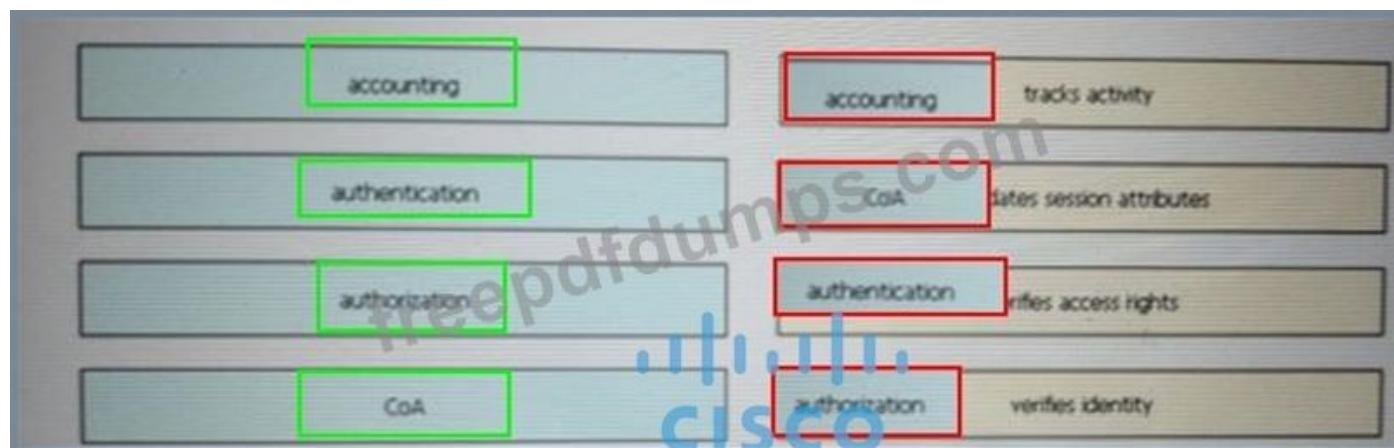 accounting
accounting tracks activity
authentication
CoA dates session attributes
authorization
authentication rifies access rights
CoA
authorization verifies identity
freepdfdumps.com
CISCO